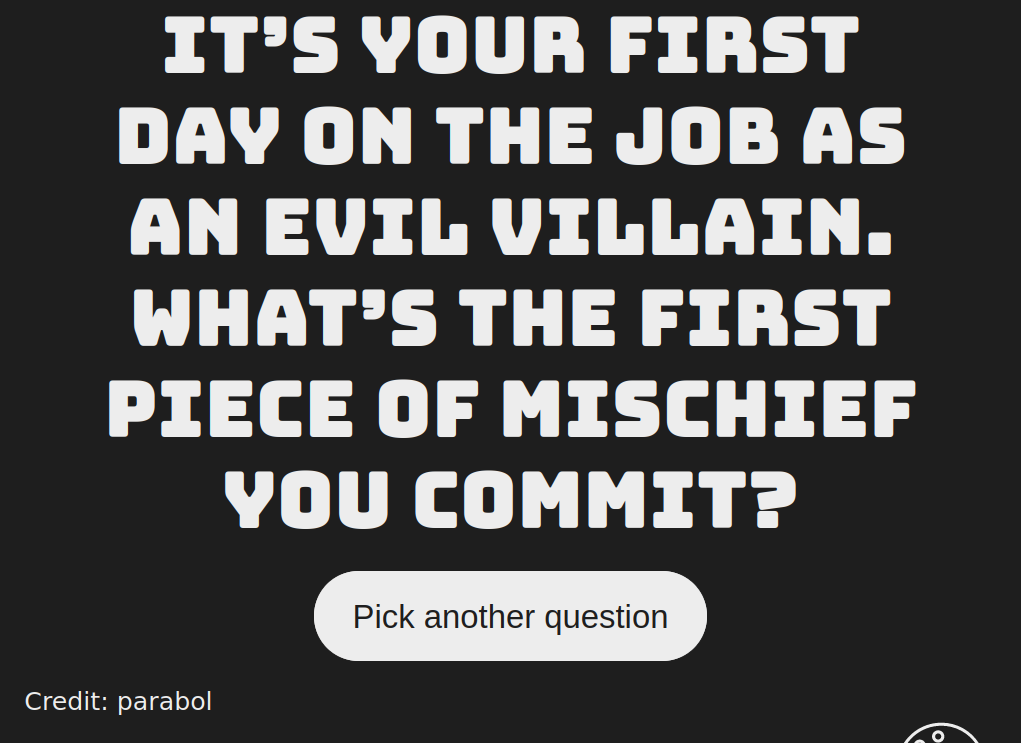 IT’S YOUR FIRST
DAY ON THE JOB AS
AN EVIL VILLAIN.
WHAT’S THE FIRST
PIECE OF MISCHIEF
YOU COMMIT?
Pick another question
Credit: parabol